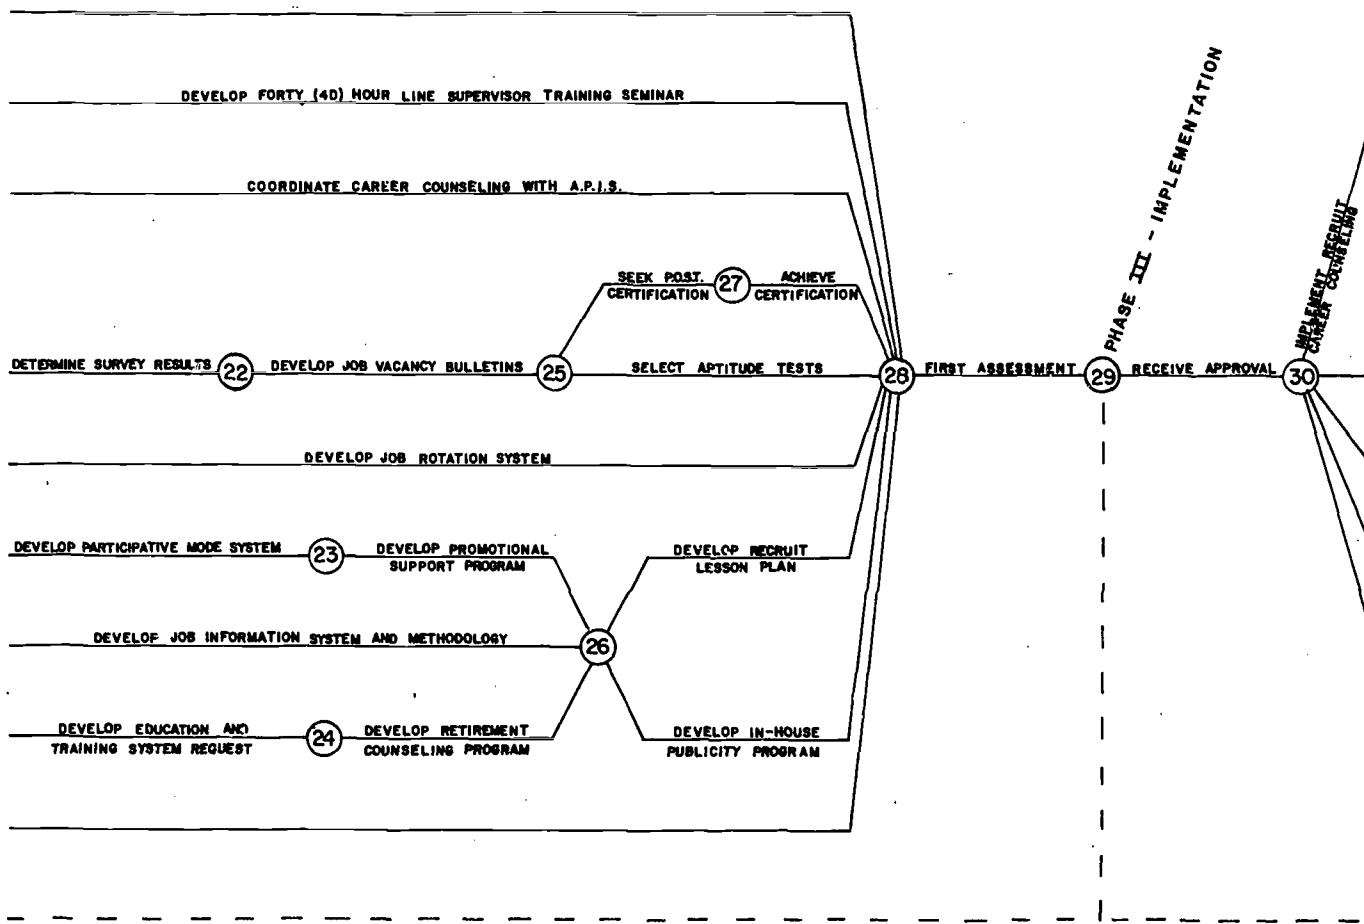 DEVELOP FORTY (4D) HOUR LINE SUPERVISOR TRAINING SEMINAR
COORDINATE CAREER COUNSELING WITH A.P.I.S.
SEEK P.O.S.T.
CERTIFICATION
27
ACHIEVE
CERTIFICATION
DETERMINE SURVEY RESULTS
22
DEVELOP JOB VACANCY BULLETINS
25
SELECT APTITUDE TESTS
28
FIRST ASSESSMENT
29
PHASE III - IMPLEMENTATION
RECEIVE APPROVAL
30
IMPLEMENT RECRUIT
CAREER COUNSELING
DEVELOP JOB ROTATION SYSTEM
DEVELOP PARTICIPATIVE MODE SYSTEM
23
DEVELOP PROMOTIONAL
SUPPORT PROGRAM
DEVELOP RECRUIT
LESSON PLAN
DEVELOF JOB INFORMATION SYSTEM AND METHODOLOGY
26
DEVELOP EDUCATION AND
TRAINING SYSTEM REQUEST
24
DEVELOP RETIREMENT
COUNSELING PROGRAM
DEVELOP IN-HOUSE
PUBLICITY PROGRAM